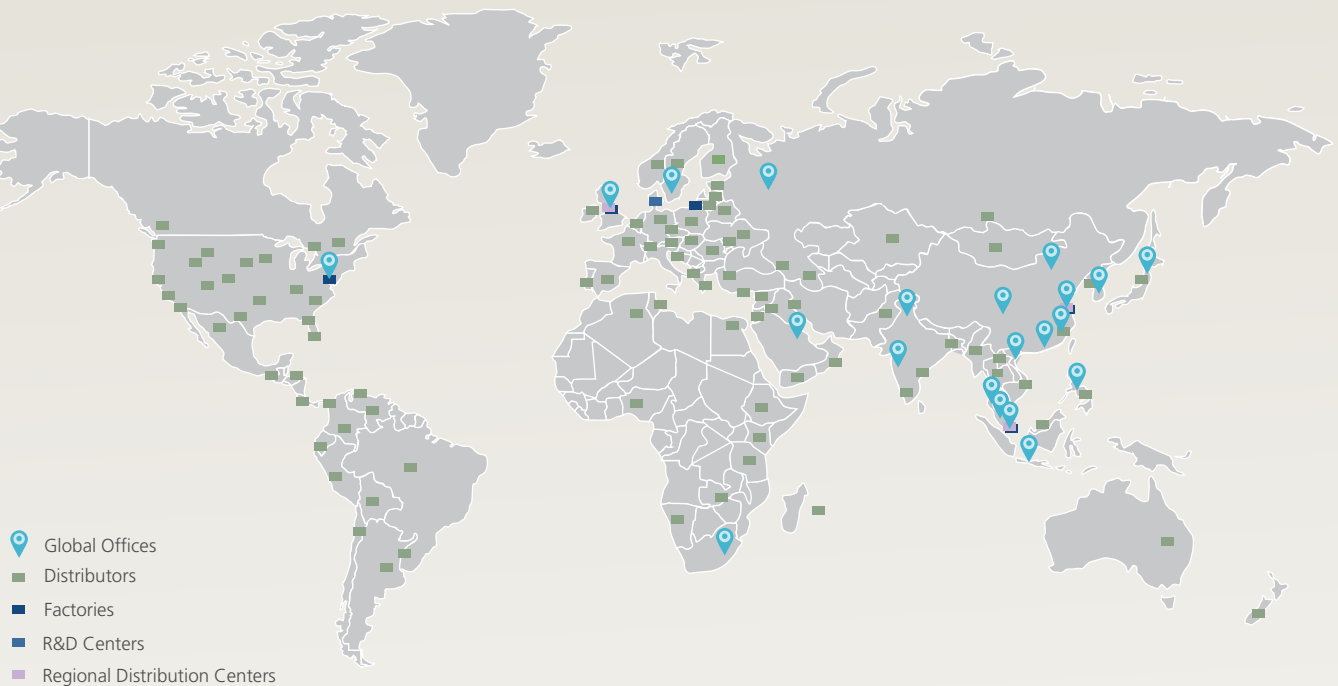 Global Offices
Distributors
Factories
R&D Centers
Regional Distribution Centers